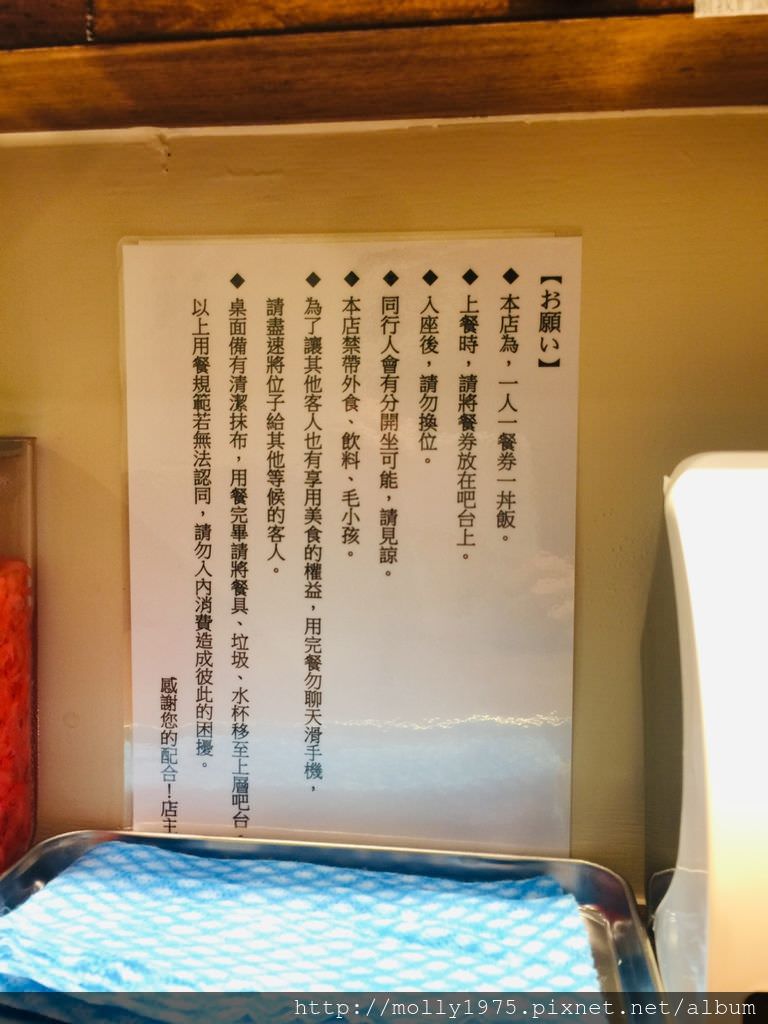 【お願い】
◆ 本店為，一人一餐券一丼飯。
◆ 上餐時，請將餐券放在吧台上。
◆ 入座後，請勿換位。
◆ 同行人會有分開坐可能，請見諒。
◆ 本店禁帶外食、飲料、毛小孩。
◆ 為了讓其他客人也有享用美食的權益，用完餐勿聊天滑手機，
請盡速將位子給其他等候的客人。
◆ 桌面備有清潔抹布，用餐完畢請將餐具、垃圾、水杯移至上層吧台，
以上用餐規範若無法認同，請勿入內消費造成彼此的困擾。
感謝您的配合！店主
http://molly1975.pixnet.net/album